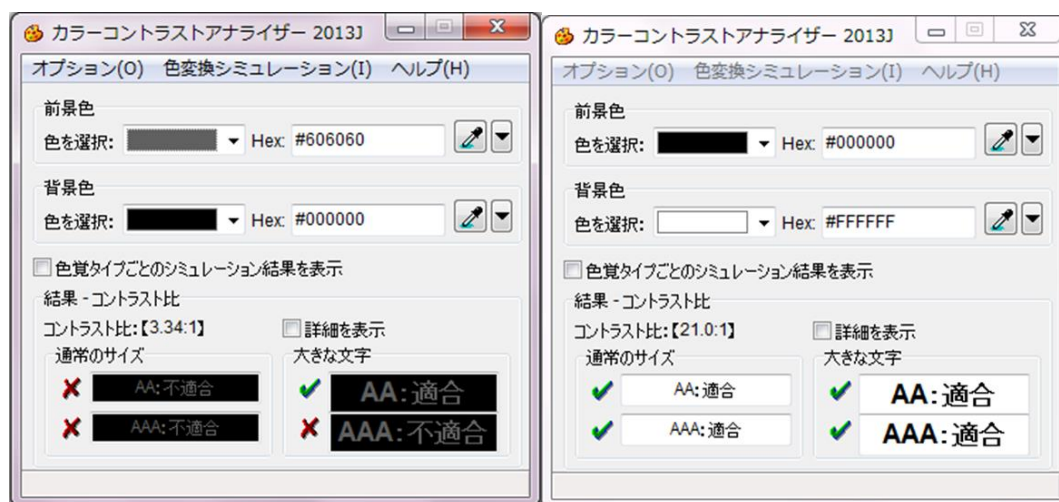 カラーコントラストアナライザー 2013J
オプション(O) 色変換シミュレーション(I) ヘルプ(H)
前景色
色を選択: Hex: #606060
背景色
色を選択: Hex: #000000
色覚タイプごとのシミュレーション結果を表示
結果 - コントラスト比
コントラスト比:【3.34:1】 詳細を表示
通常のサイズ 大きな文字
AA:不適合 AA:適合
AAA:不適合 AAA:不適合
カラーコントラストアナライザー 2013J
オプション(O) 色変換シミュレーション(I) ヘルプ(H)
前景色
色を選択: Hex: #000000
背景色
色を選択: Hex: #FFFFFF
色覚タイプごとのシミュレーション結果を表示
結果 - コントラスト比
コントラスト比:【21.0:1】 詳細を表示
通常のサイズ 大きな文字
AA:適合 AA:適合
AAA:適合 AAA:適合